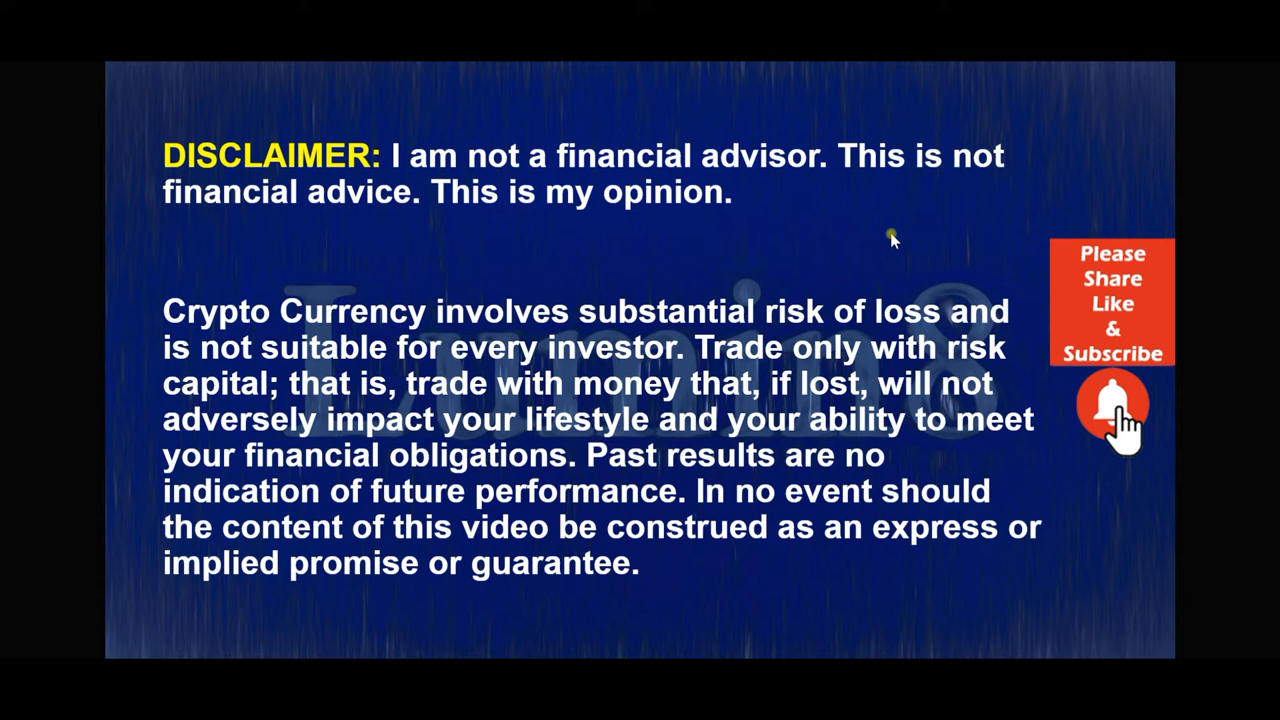 DISCLAIMER: I am not a financial advisor. This is not
financial advice. This is my opinion.
Crypto Currency involves substantial risk of loss and
is not suitable for every investor. Trade only with risk
capital; that is, trade with money that, if lost, will not
adversely impact your lifestyle and your ability to meet
your financial obligations. Past results are no
indication of future performance. In no event should
the content of this video be construed as an express or
implied promise or guarantee.
Please
Share
Like
&
Subscribe
Lumin8